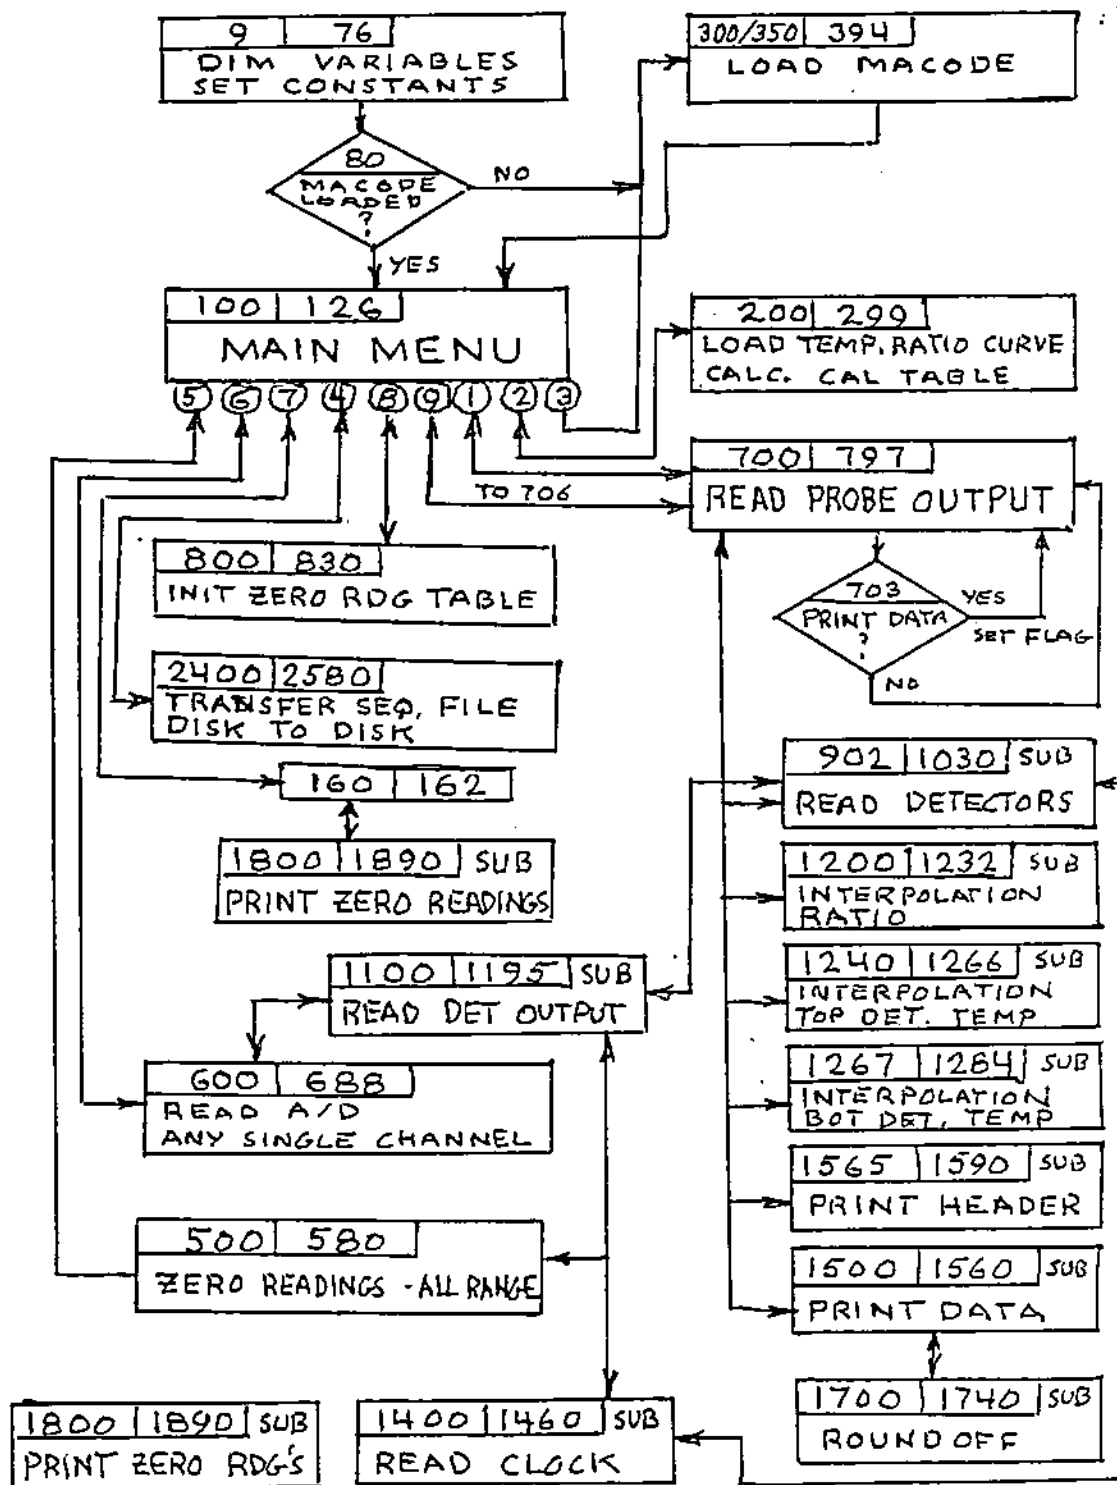 9 76
DIM VARIABLES
SET CONSTANTS
300/350 394
LOAD MACODE
80
MACODE
LOADED
?
NO
YES
100 126
MAIN MENU
5 6 7 4 8 9 1 2 3
200 299
LOAD TEMP. RATIO CURVE
CALC. CAL TABLE
700 797
READ PROBE OUTPUT
TO 706
703
PRINT DATA
?
YES
SET FLAG
NO
800 830
INIT ZERO RDG TABLE
2400 2580
TRANSFER SEQ. FILE
DISK TO DISK
160 162
1800 1890 SUB
PRINT ZERO READINGS
902 1030 SUB
READ DETECTORS
1200 1232 SUB
INTERPOLATION
RATIO
1100 1195 SUB
READ DET OUTPUT
1240 1266 SUB
INTERPOLATION
TOP DET. TEMP
600 688
READ A/D
ANY SINGLE CHANNEL
1267 1284 SUB
INTERPOLATION
BOT DET. TEMP
1565 1590 SUB
PRINT HEADER
500 580
ZERO READINGS - ALL RANGE
1500 1560 SUB
PRINT DATA
1700 1740 SUB
ROUND OFF
1800 1890 SUB
PRINT ZERO RDG'S
1400 1460 SUB
READ CLOCK